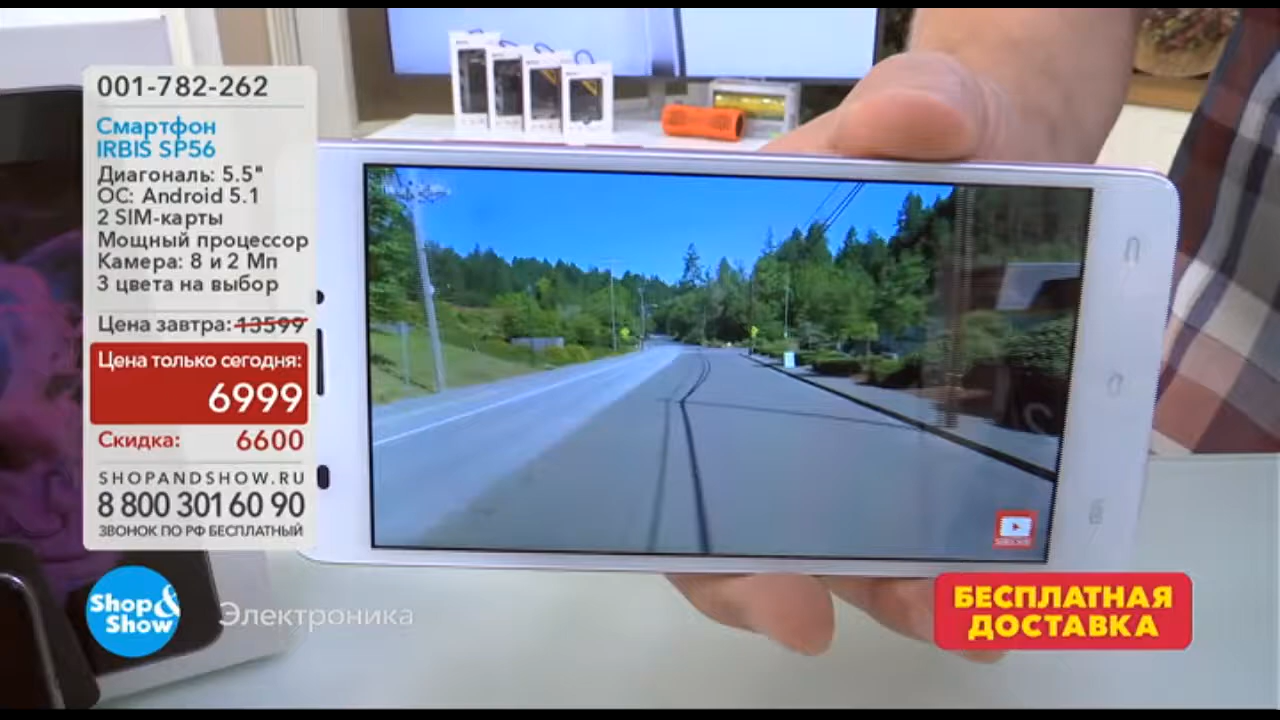 001-782-262
Смартфон
IRBIS SP56
Диагональ: 5.5"
ОС: Android 5.1
2 SIM-карты
Мощный процессор
Камера: 8 и 2 Мп
3 цвета на выбор
Цена завтра: 13599
Цена только сегодня:
6999
Скидка: 6600
SHOPANDSHOW.RU
8 800 301 60 90
ЗВОНОК ПО РФ БЕСПЛАТНЫЙ
Shop&
Show
Электроника
БЕСПЛАТНАЯ
ДОСТАВКА